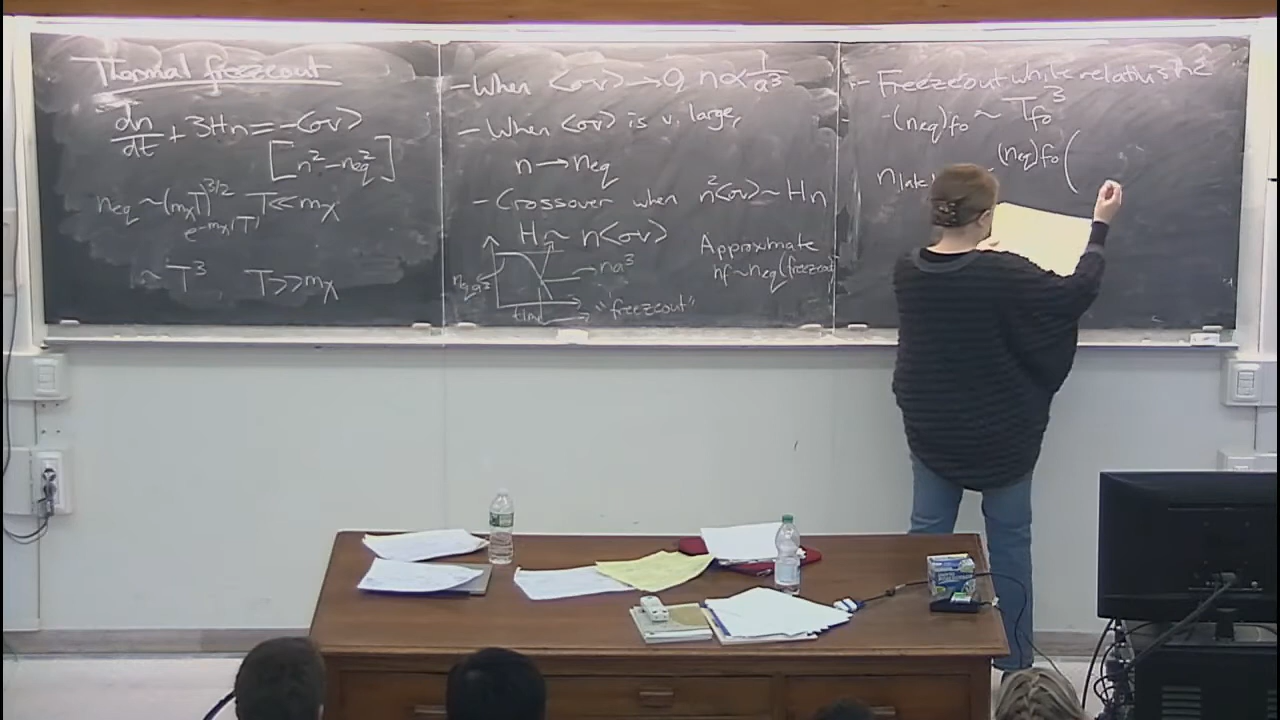 Thermal freezeout
dn/dt + 3Hn = -<σv>
[n² - neq²]
neq ~ (mχT)^3/2 T << mχ
e^-mχ/T
~ T³ T >> mχ
- When <σv> → 0 n ∝ 1/a³
- When <σv> is v. large,
n → neq
- Crossover when n²<σv> ~ Hn
H ~ n<σv>
na³
"freezeout"
Approximate
nf ~ neq(freezeout
- Freezeout while relativistic
- (neq)fo ~ Tfo³
(neq)fo (
nlate